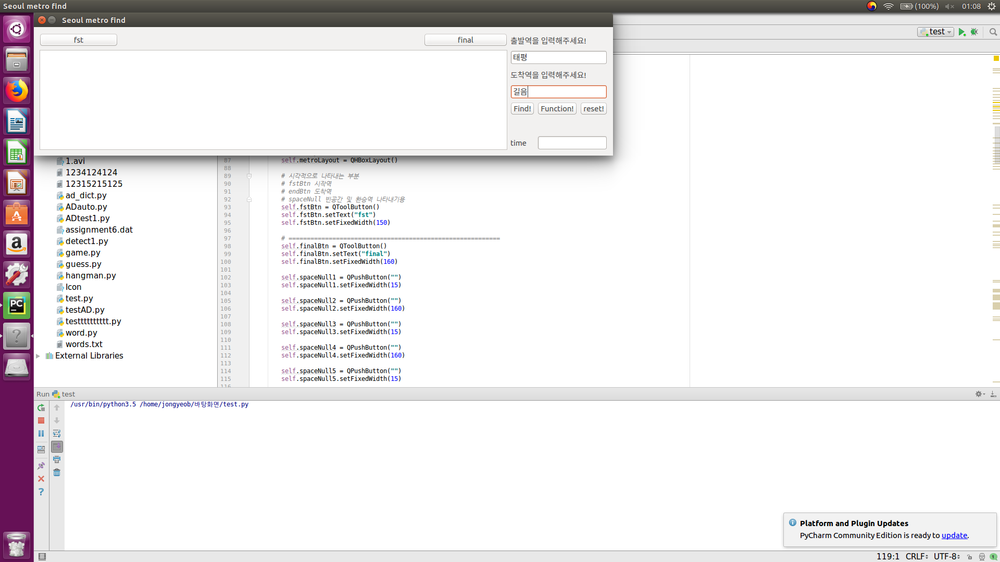 Seoul metro find
(100%)
01:08
Seoul metro find
fst
final
출발역을 입력해주세요!
태평
도착역을 입력해주세요!
길음
Find!
Function!
reset!
time
test
1.avi
1234124124
12315215125
ad_dict.py
ADauto.py
ADtest1.py
assignment6.dat
detect1.py
game.py
guess.py
hangman.py
Icon
test.py
testAD.py
testttttttttt.py
word.py
words.txt
External Libraries
87 self.metroLayout = QHBoxLayout()
88
89 # 시각적으로 나타내는 부분
90 # fstBtn 시작역
91 # endBtn 도착역
92 # spaceNull 빈공간 및 환승역 나타내기용
93 self.fstBtn = QToolButton()
94 self.fstBtn.setText("fst")
95 self.fstBtn.setFixedWidth(150)
96
97 # ==========================================================
98 self.finalBtn = QToolButton()
99 self.finalBtn.setText("final")
100 self.finalBtn.setFixedWidth(160)
101
102 self.spaceNull1 = QPushButton("")
103 self.spaceNull1.setFixedWidth(15)
104
105 self.spaceNull2 = QPushButton("")
106 self.spaceNull2.setFixedWidth(160)
107
108 self.spaceNull3 = QPushButton("")
109 self.spaceNull3.setFixedWidth(15)
110
111 self.spaceNull4 = QPushButton("")
112 self.spaceNull4.setFixedWidth(160)
113
114 self.spaceNull5 = QPushButton("")
115 self.spaceNull5.setFixedWidth(15)
116
Run test
/usr/bin/python3.5 /home/jongyeob/바탕화면/test.py
Platform and Plugin Updates
PyCharm Community Edition is ready to update.
119:1 CRLF UTF-8 1